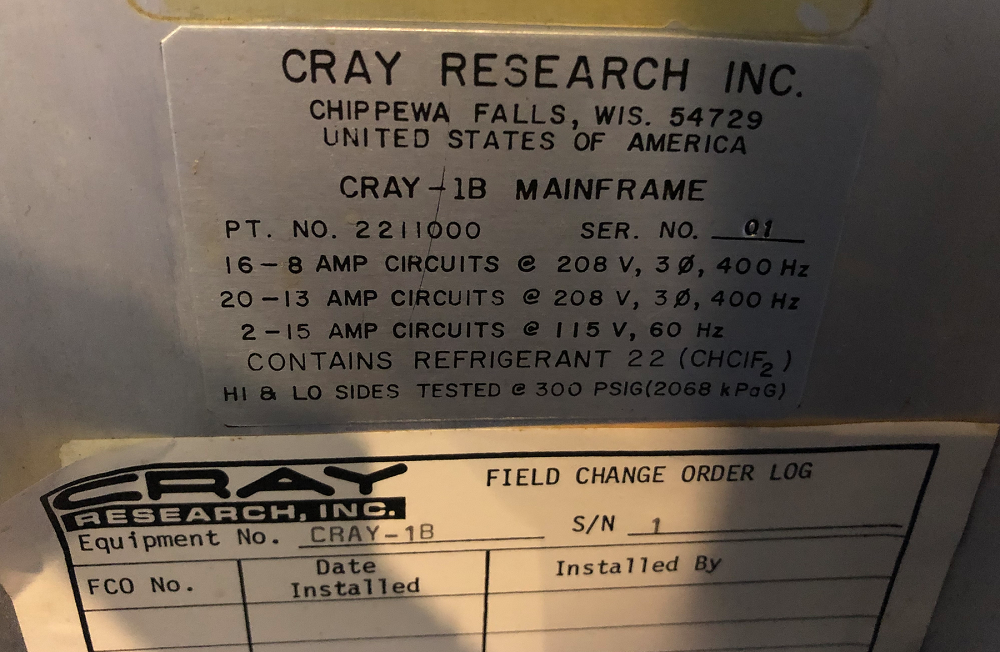 CRAY RESEARCH INC.
CHIPPEWA FALLS, WIS. 54729
UNITED STATES OF AMERICA
CRAY-1B MAINFRAME
PT. NO. 2211000 SER. NO. 01
16-8 AMP CIRCUITS @ 208 V, 3Ø, 400 Hz
20-13 AMP CIRCUITS @ 208 V, 3Ø, 400 Hz
2-15 AMP CIRCUITS @ 115 V, 60 Hz
CONTAINS REFRIGERANT 22 (CHClF₂)
HI & LO SIDES TESTED @ 300 PSIG(2068 kPaG)
CRAY
RESEARCH, INC.
FIELD CHANGE ORDER LOG
Equipment No. CRAY-1B S/N 1
FCO No. Date Installed Installed By